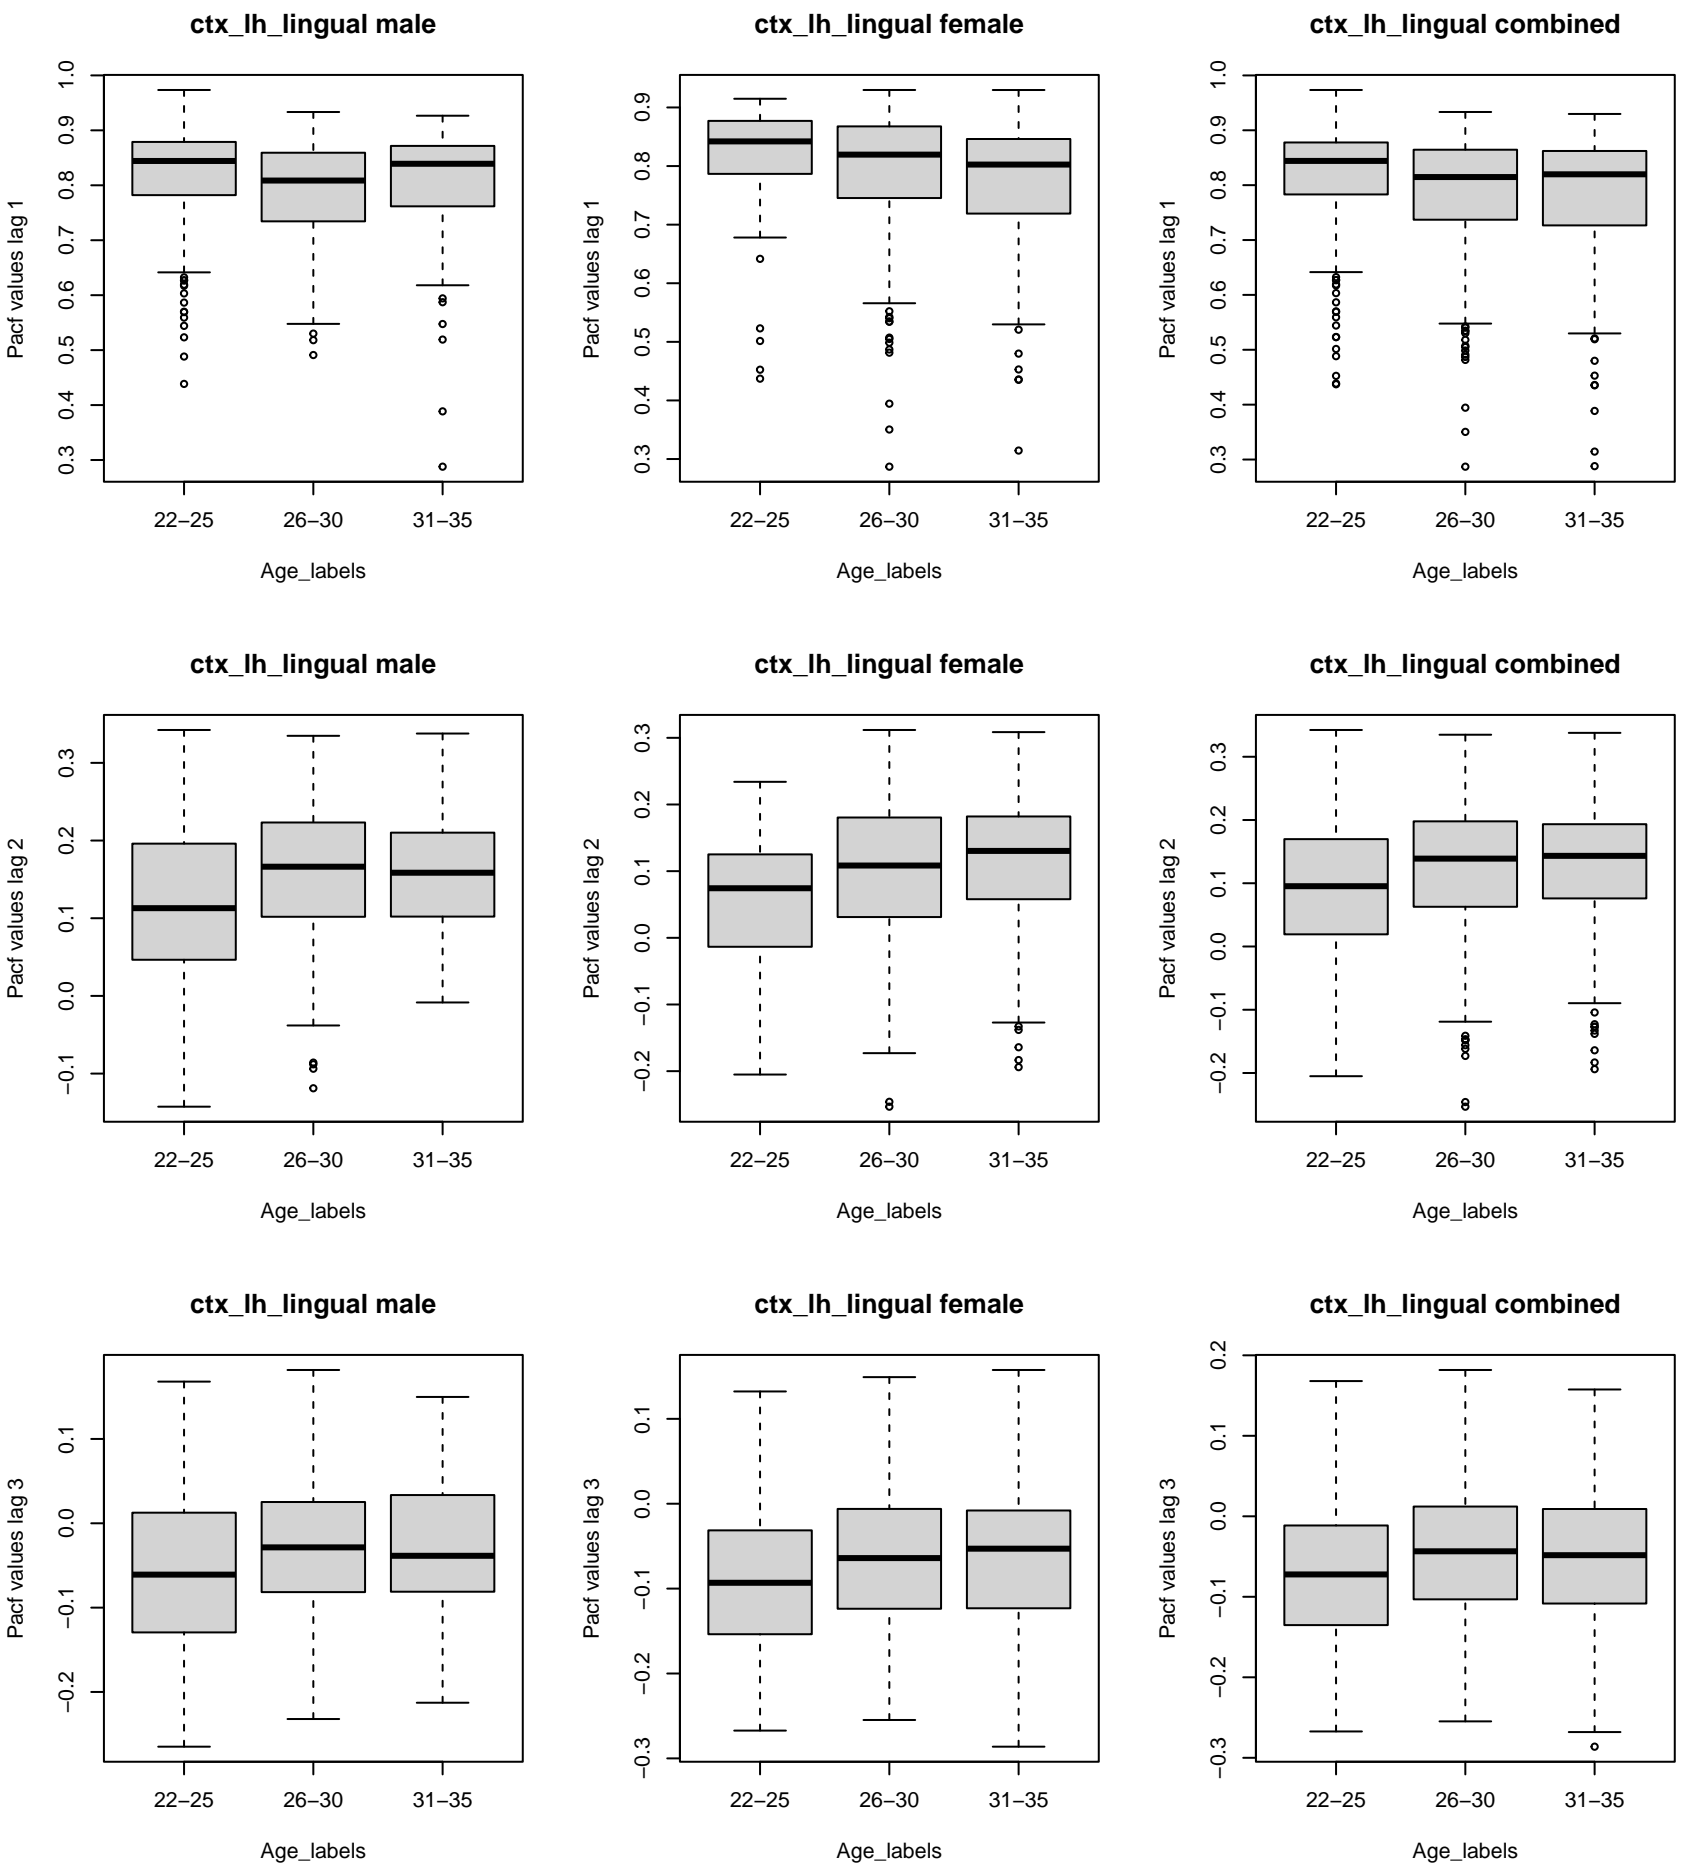 ctx_lh_lingual male
Pacf values lag 1
1.0
0.9
0.8
0.7
0.6
0.5
0.4
0.3
22−25 26−30 31−35
Age_labels
ctx_lh_lingual female
Pacf values lag 1
0.9
0.8
0.7
0.6
0.5
0.4
0.3
22−25 26−30 31−35
Age_labels
ctx_lh_lingual combined
Pacf values lag 1
1.0
0.9
0.8
0.7
0.6
0.5
0.4
0.3
22−25 26−30 31−35
Age_labels
ctx_lh_lingual male
Pacf values lag 2
0.3
0.2
0.1
0.0
−0.1
22−25 26−30 31−35
Age_labels
ctx_lh_lingual female
Pacf values lag 2
0.3
0.2
0.1
0.0
−0.1
−0.2
22−25 26−30 31−35
Age_labels
ctx_lh_lingual combined
Pacf values lag 2
0.3
0.2
0.1
0.0
−0.1
−0.2
22−25 26−30 31−35
Age_labels
ctx_lh_lingual male
Pacf values lag 3
0.1
0.0
−0.1
−0.2
22−25 26−30 31−35
Age_labels
ctx_lh_lingual female
Pacf values lag 3
0.1
0.0
−0.1
−0.2
−0.3
22−25 26−30 31−35
Age_labels
ctx_lh_lingual combined
Pacf values lag 3
0.2
0.1
0.0
−0.1
−0.2
−0.3
22−25 26−30 31−35
Age_labels